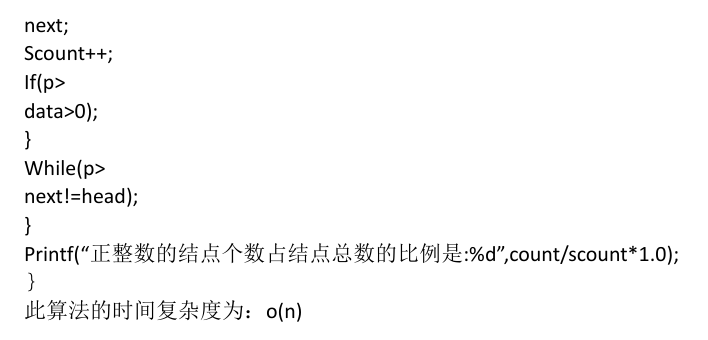 next;
Scount++;
If(p>
data>0);
}
While(p>
next!=head);
}
Printf(“正整数的结点个数占结点总数的比例是:%d”,count/scount*1.0);
}
此算法的时间复杂度为：o(n)